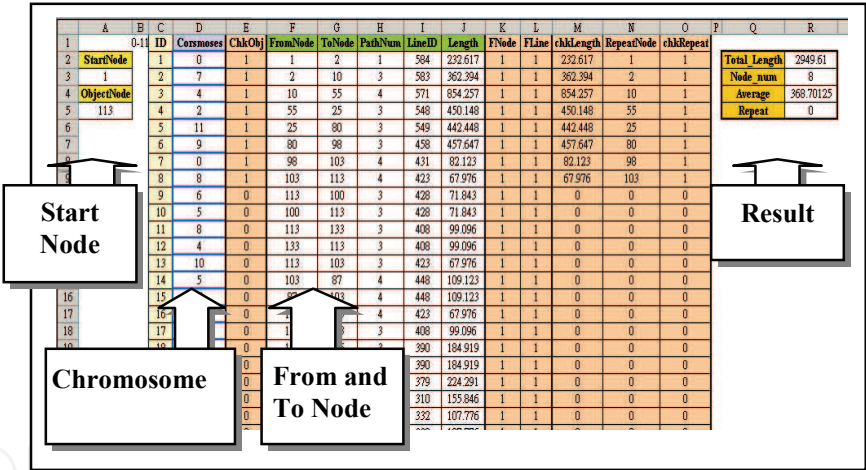 A B C D E F G H I J K L M N O P Q R
1 0-11 ID Corsmoses ChkObj FromNode ToNode PathNum LineID Length FNode FLine chkLength RepeatNode chkRepeat
2 StartNode 1 0 1 1 2 1 584 232.617 1 1 232.617 1 1 Total_Length 2949.61
3 1 2 7 1 2 10 3 583 362.394 1 1 362.394 2 1 Node_num 8
4 ObjectNode 3 4 1 10 55 4 571 854.257 1 1 854.257 10 1 Average 368.70125
5 113 4 2 1 55 25 3 548 450.148 1 1 450.148 55 1 Repeat 0
6 5 11 1 25 80 3 549 442.448 1 1 442.448 25 1
7 6 9 1 80 98 3 458 457.647 1 1 457.647 80 1
7 0 1 98 103 4 431 82.123 1 1 82.123 98 1
8 8 1 103 113 4 423 67.976 1 1 67.976 103 1
9 6 0 113 100 3 428 71.843 1 1 0 0 0
10 5 0 100 113 3 428 71.843 1 1 0 0 0
11 8 0 113 133 3 408 99.096 1 1 0 0 0
12 4 0 133 113 3 408 99.096 1 1 0 0 0
13 10 0 113 103 3 423 67.976 1 1 0 0 0
14 5 0 103 87 4 448 109.123 1 1 0 0 0
16 15 0 103 4 448 109.123 1 1 0 0 0
17 16 0 4 423 67.976 1 1 0 0 0
18 17 0 3 408 99.096 1 1 0 0 0
0 390 184.919 1 1 0 0 0
0 390 184.919 1 1 0 0 0
0 379 224.291 1 1 0 0 0
0 310 155.846 1 1 0 0 0
0 332 107.776 1 1 0 0 0
Start
Node
Result
Chromosome
From and
To Node